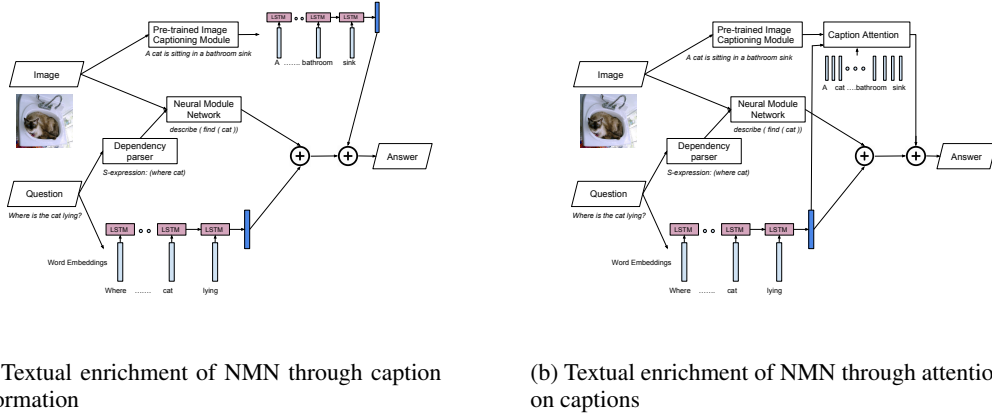 Pre-trained Image
Captioning Module
A cat is sitting in a bathroom sink
LSTM
LSTM
LSTM
A ....... bathroom sink
Image
Neural Module
Network
describe ( find ( cat ))
Dependency
parser
S-expression: (where cat)
Answer
Question
Where is the cat lying?
LSTM
LSTM
LSTM
Word Embeddings
Where ....... cat lying
Textual enrichment of NMN through caption
Pre-trained Image
Captioning Module
A cat is sitting in a bathroom sink
Caption Attention
A cat ....bathroom sink
Image
Neural Module
Network
describe ( find ( cat ))
Dependency
parser
S-expression: (where cat)
Answer
Question
Where is the cat lying?
LSTM
LSTM
LSTM
Word Embeddings
Where ....... cat lying
(b) Textual enrichment of NMN through attentio
on captions